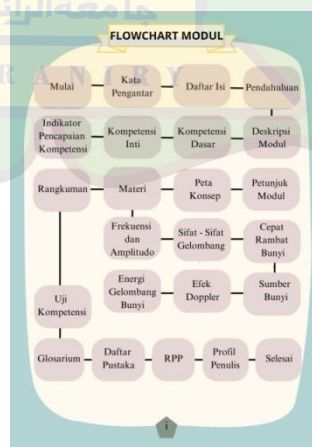 جامعة الرانري
R A N I R Y
FLOWCHART MODUL
Mulai
Kata
Pengantar
Daftar Isi
Pendahuluan
Indikator
Pencapaian
Kompetensi
Kompetensi
Inti
Kompetensi
Dasar
Deskripsi
Modul
Rangkuman
Materi
Peta
Konsep
Petunjuk
Modul
Frekuensi
dan
Amplitudo
Sifat - Sifat
Gelombang
Cepat
Rambat
Bunyi
Energi
Gelombang
Bunyi
Efek
Doppler
Sumber
Bunyi
Uji
Kompetensi
Glosarium
Daftar
Pustaka
RPP
Profil
Penulis
Selesai
i